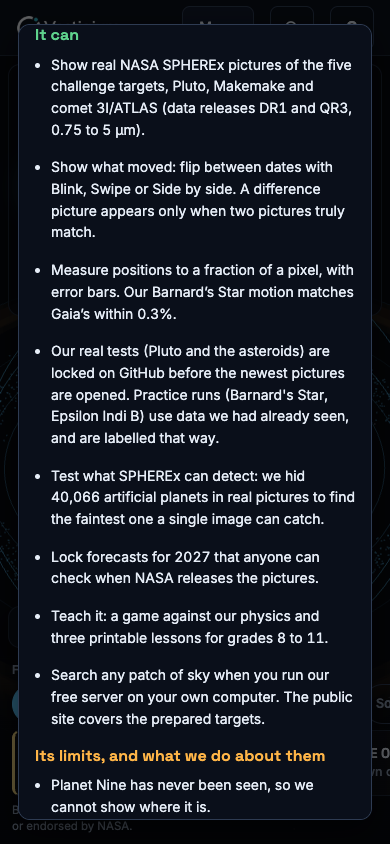 It can
• Show real NASA SPHEREx pictures of the five
challenge targets, Pluto, Makemake and
comet 3I/ATLAS (data releases DR1 and QR3,
0.75 to 5 µm).
• Show what moved: flip between dates with
Blink, Swipe or Side by side. A difference
picture appears only when two pictures truly
match.
• Measure positions to a fraction of a pixel, with
error bars. Our Barnard’s Star motion matches
Gaia’s within 0.3%.
• Our real tests (Pluto and the asteroids) are
locked on GitHub before the newest pictures
are opened. Practice runs (Barnard's Star,
Epsilon Indi B) use data we had already seen,
and are labelled that way.
• Test what SPHEREx can detect: we hid
40,066 artificial planets in real pictures to find
the faintest one a single image can catch.
• Lock forecasts for 2027 that anyone can
check when NASA releases the pictures.
• Teach it: a game against our physics and
three printable lessons for grades 8 to 11.
• Search any patch of sky when you run our
free server on your own computer. The public
site covers the prepared targets.
Its limits, and what we do about them
• Planet Nine has never been seen, so we
cannot show where it is.
or endorsed by NASA.